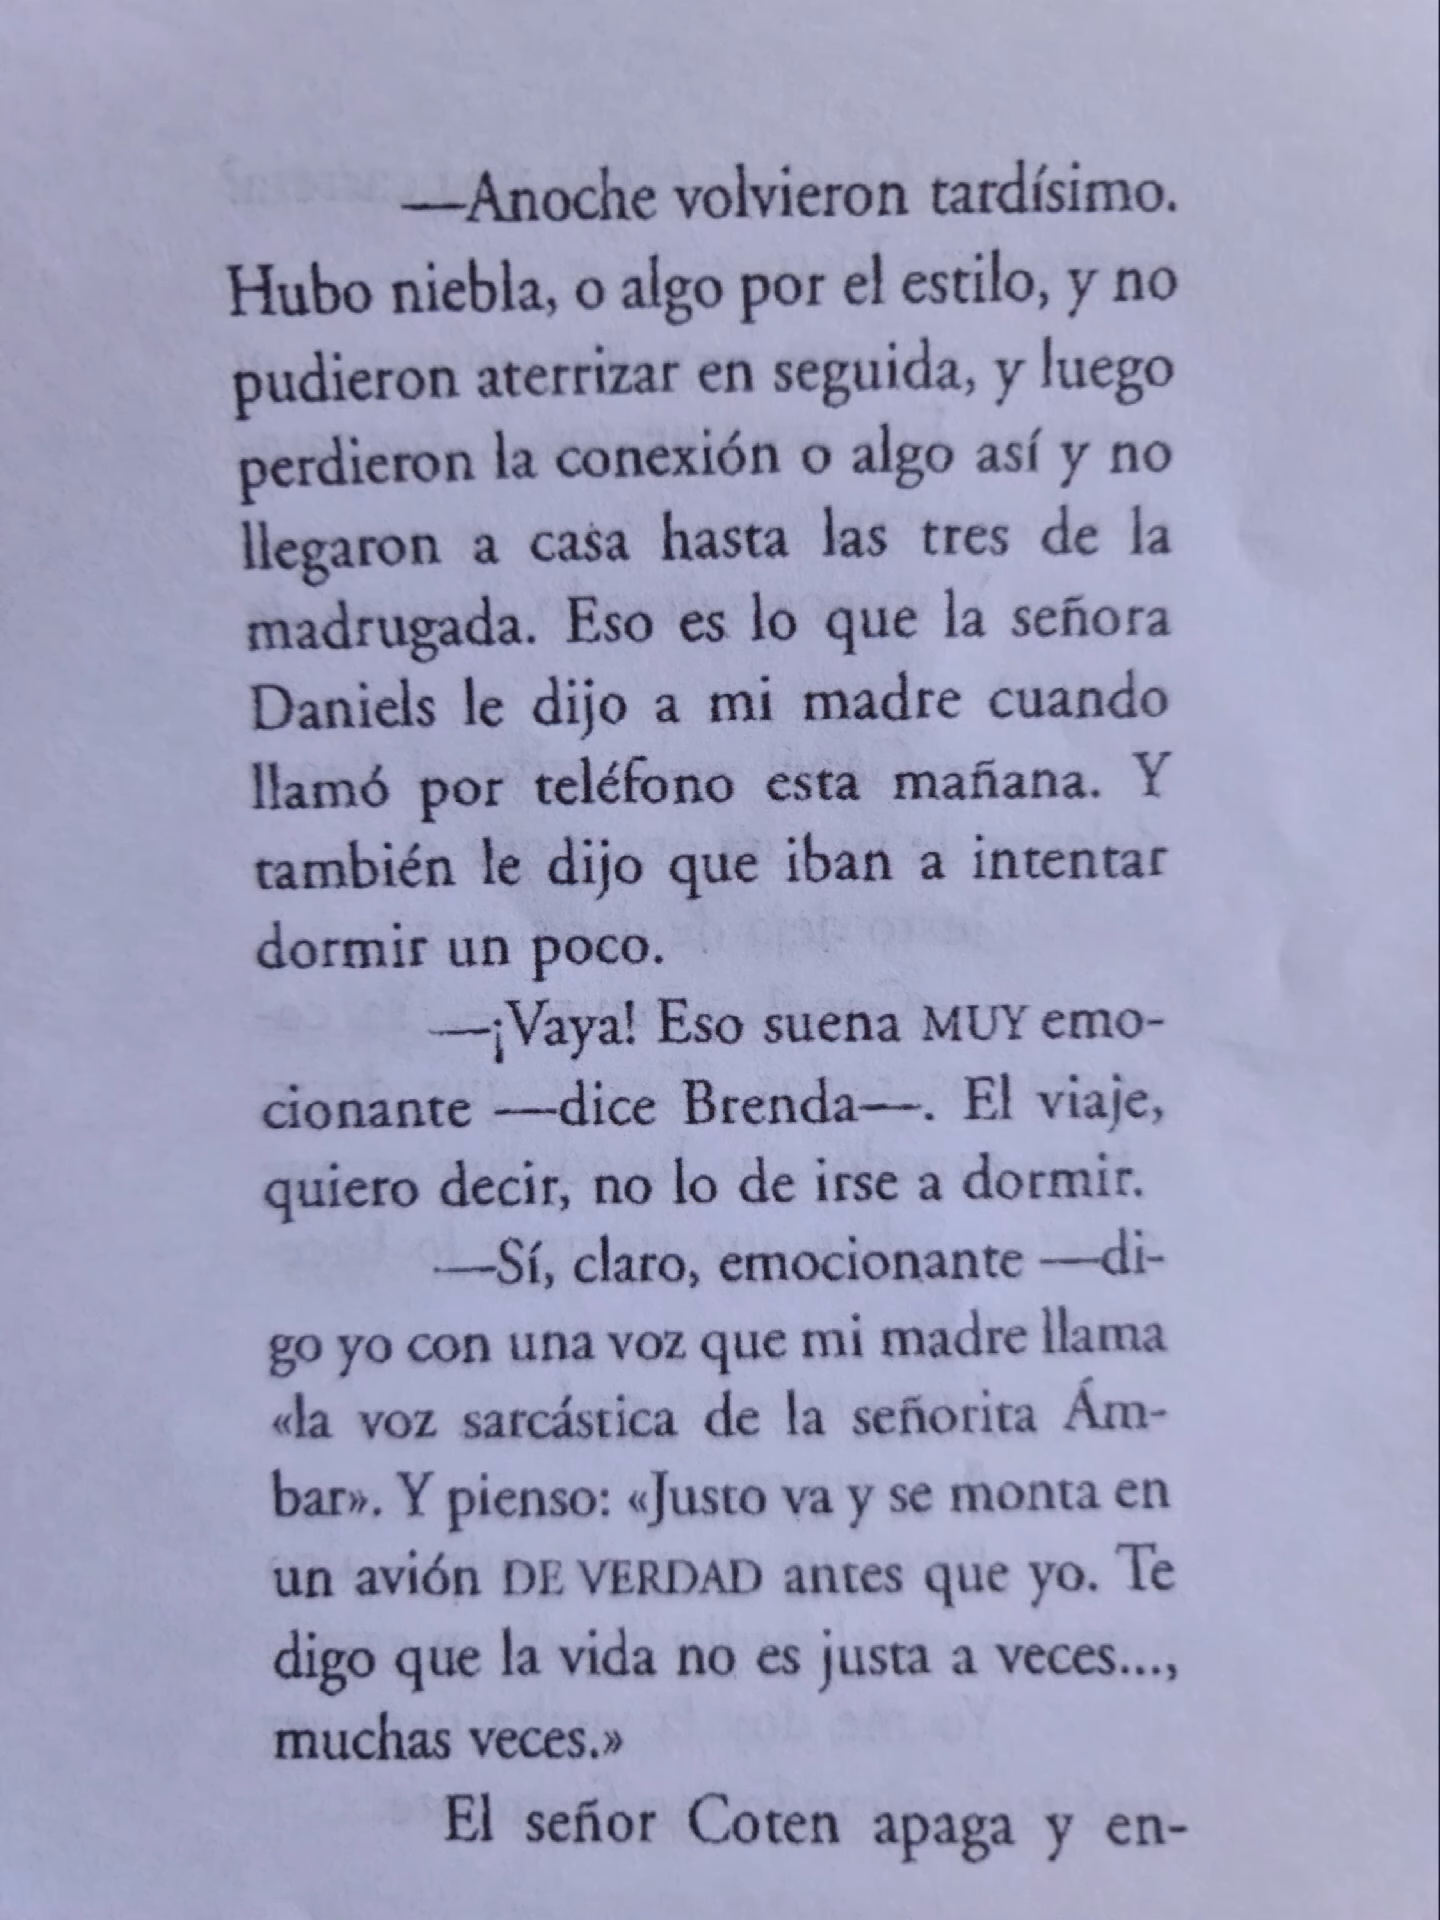 —Anoche volvieron tardísimo.
Hubo niebla, o algo por el estilo, y no
pudieron aterrizar en seguida, y luego
perdieron la conexión o algo así y no
llegaron a casa hasta las tres de la
madrugada. Eso es lo que la señora
Daniels le dijo a mi madre cuando
llamó por teléfono esta mañana. Y
también le dijo que iban a intentar
dormir un poco.
—¡Vaya! Eso suena MUY emo-
cionante —dice Brenda—. El viaje,
quiero decir, no lo de irse a dormir.
—Sí, claro, emocionante —di-
go yo con una voz que mi madre llama
«la voz sarcástica de la señorita Ám-
bar». Y pienso: «Justo va y se monta en
un avión DE VERDAD antes que yo. Te
digo que la vida no es justa a veces...,
muchas veces.»
El señor Coten apaga y en-